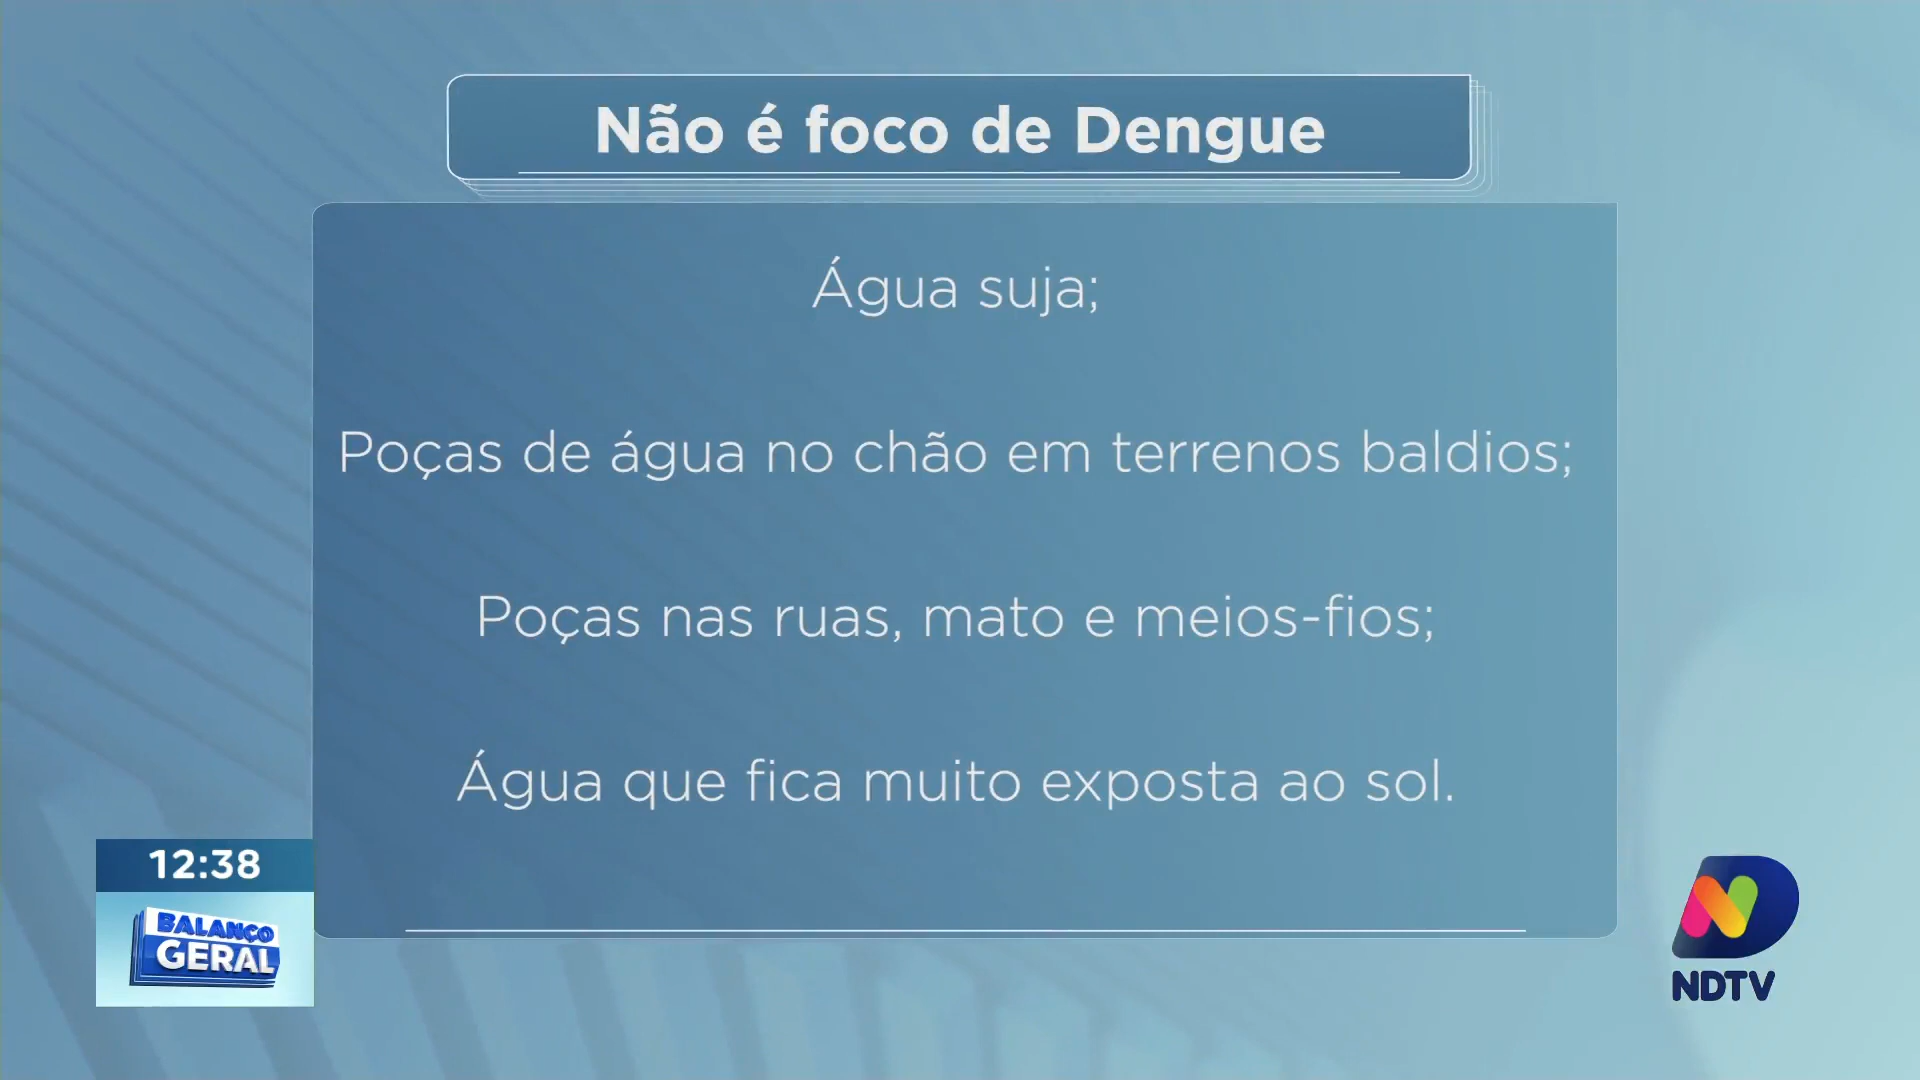 Não é foco de Dengue
Água suja;
Poças de água no chão em terrenos baldios;
Poças nas ruas, mato e meios-fios;
Água que fica muito exposta ao sol.
12:38
BALANÇO
GERAL
NDTV